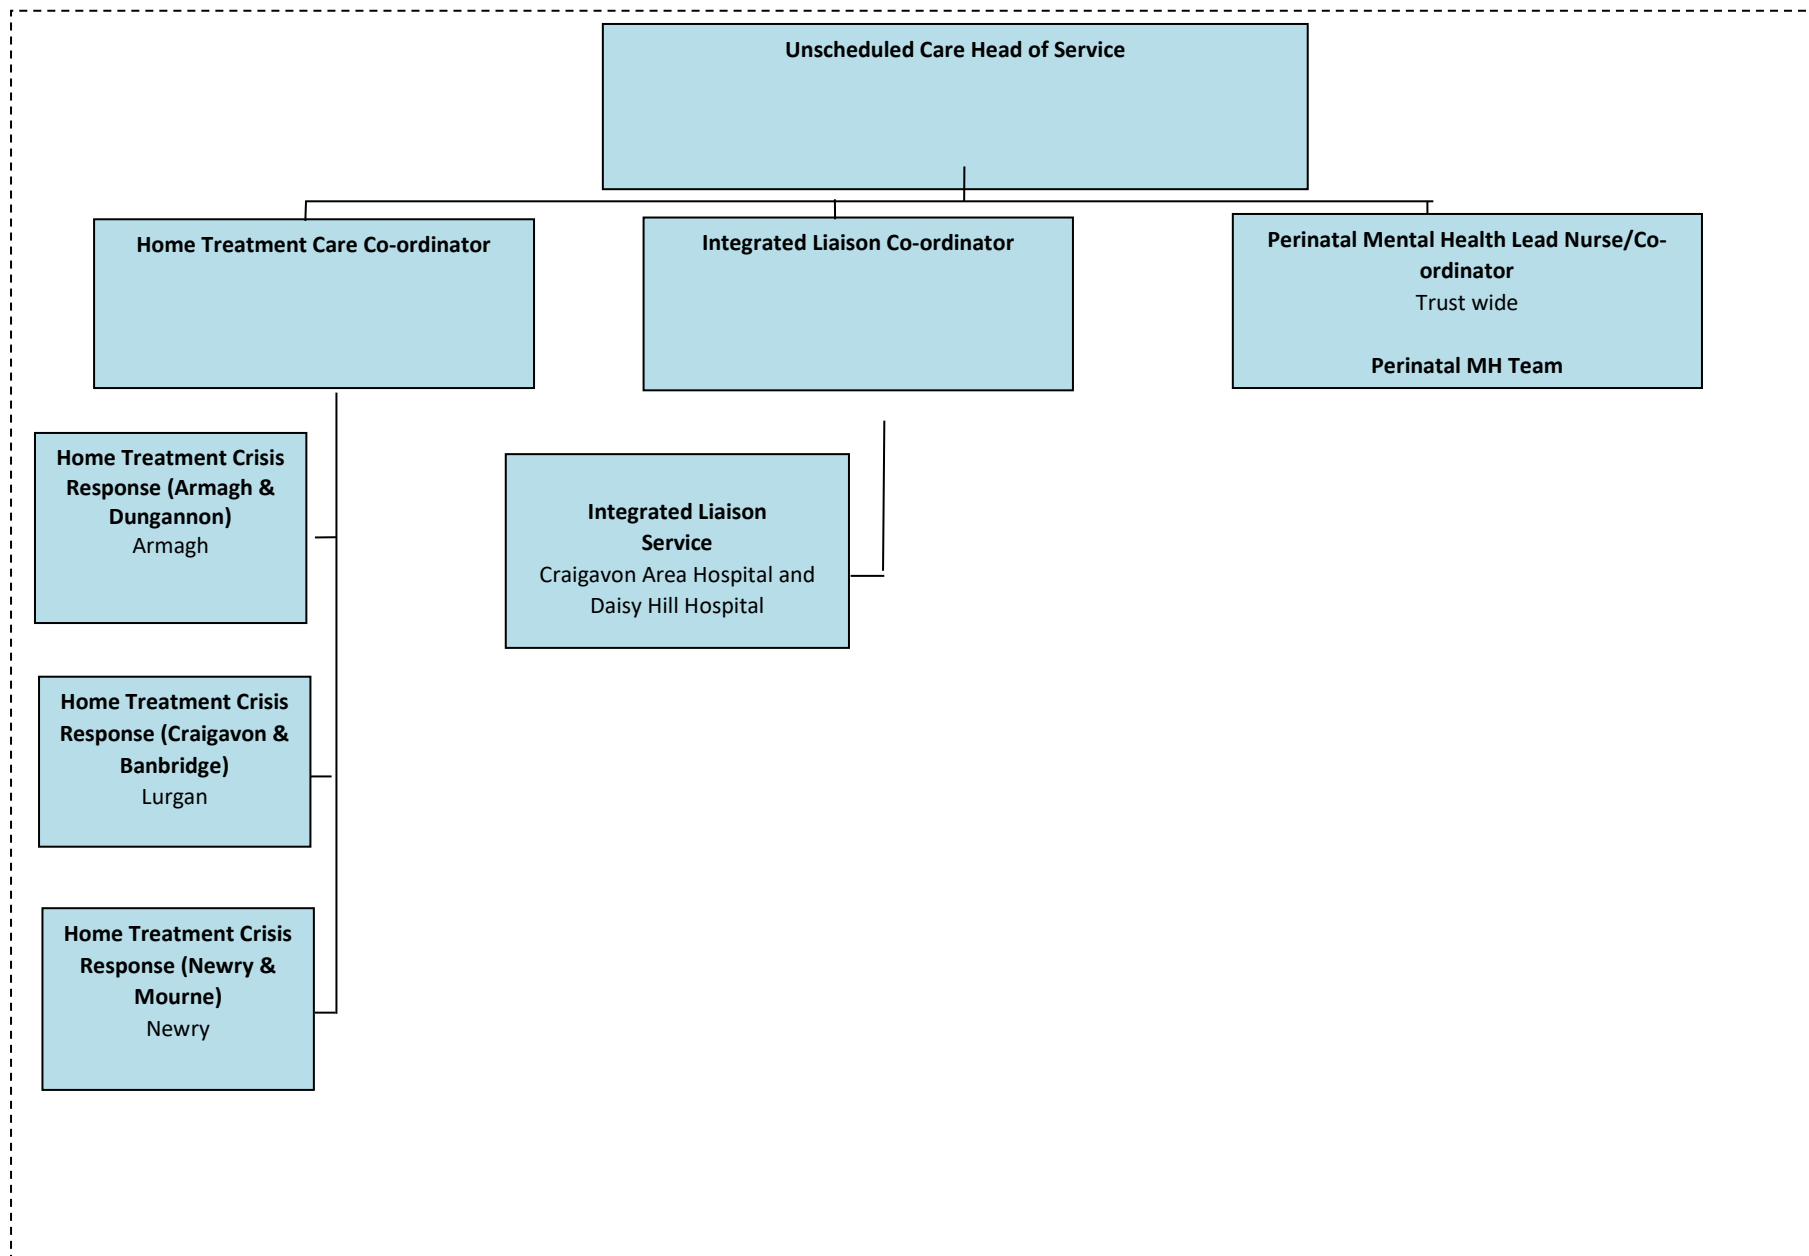 Unscheduled Care Head of Service
Home Treatment Care Co-ordinator
Integrated Liaison Co-ordinator
Perinatal Mental Health Lead Nurse/Co-
ordinator
Trust wide
Perinatal MH Team
Home Treatment Crisis
Response (Armagh &
Dungannon)
Armagh
Integrated Liaison
Service
Craigavon Area Hospital and
Daisy Hill Hospital
Home Treatment Crisis
Response (Craigavon &
Banbridge)
Lurgan
Home Treatment Crisis
Response (Newry &
Mourne)
Newry